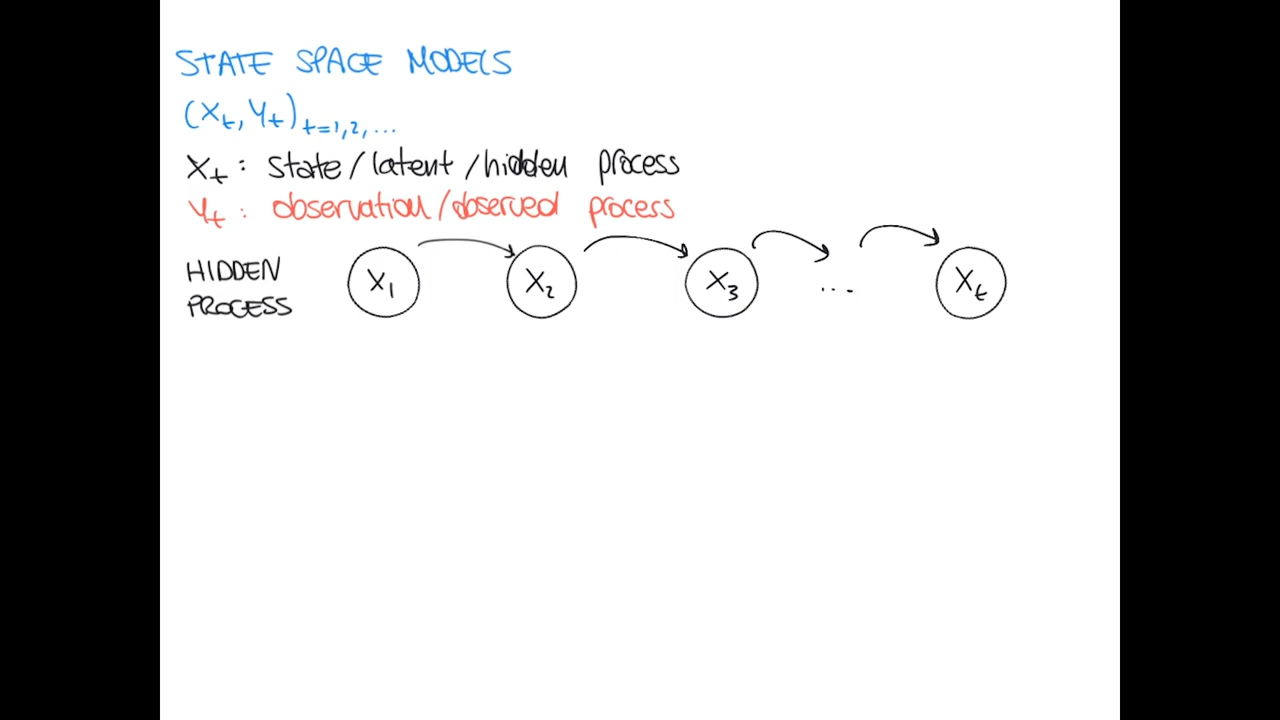 STATE SPACE MODELS
(Xₜ, Yₜ)ₜ₌₁,₂,...
Xₜ : state/latent/hidden process
Yₜ : observation/observed process
HIDDEN PROCESS
X₁ X₂ X₃ ... Xₜ